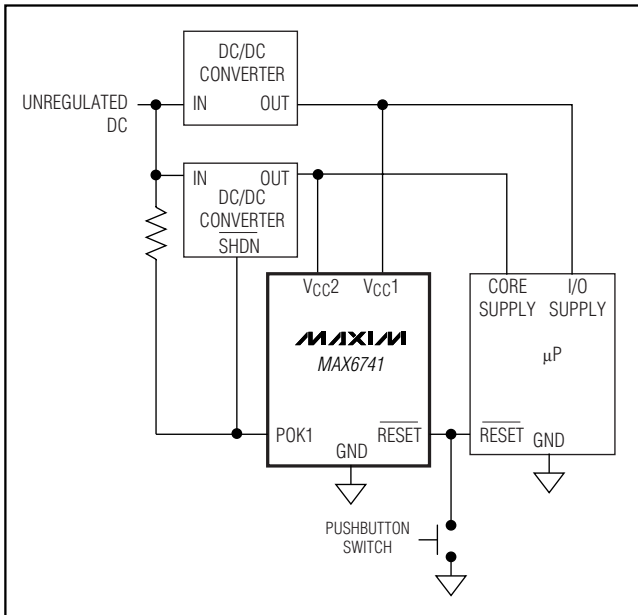 DC/DC
CONVERTER
IN OUT
UNREGULATED
DC
IN OUT
DC/DC
CONVERTER
SHDN
VCC2 VCC1
MAXIM
MAX6741
POK1 RESET
GND
CORE I/O
SUPPLY SUPPLY
µP
RESET
GND
PUSHBUTTON
SWITCH